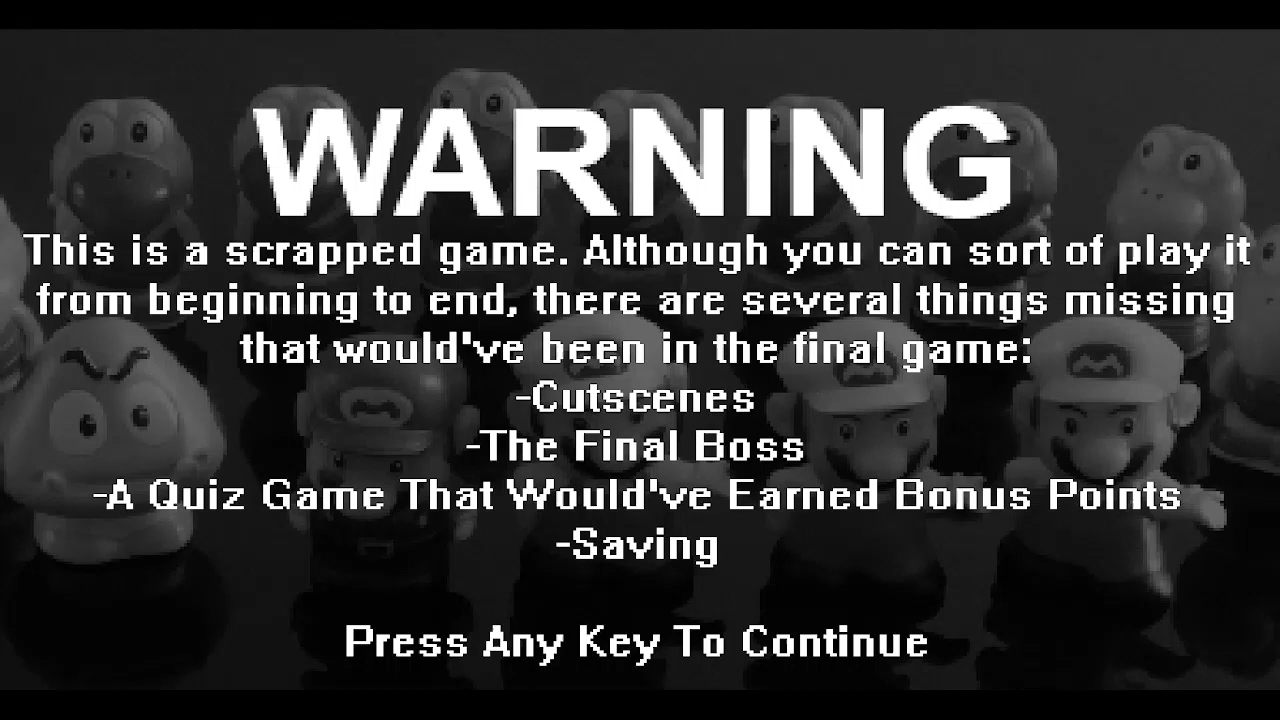 WARNING
This is a scrapped game. Although you can sort of play it
from beginning to end, there are several things missing
that would've been in the final game:
-Cutscenes
-The Final Boss
-A Quiz Game That Would've Earned Bonus Points
-Saving
Press Any Key To Continue